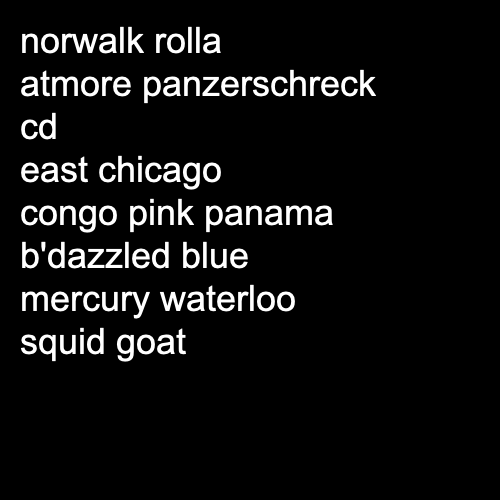 norwalk rolla
atmore panzerschreck
cd
east chicago
congo pink panama
b'dazzled blue
mercury waterloo
squid goat